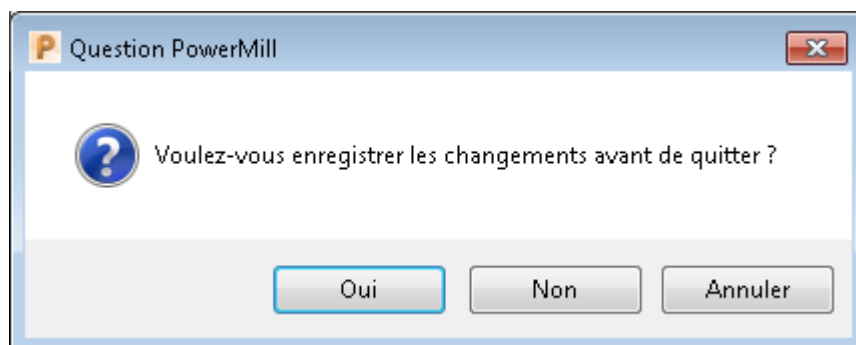 Question PowerMill
Voulez-vous enregistrer les changements avant de quitter ?
Oui
Non
Annuler